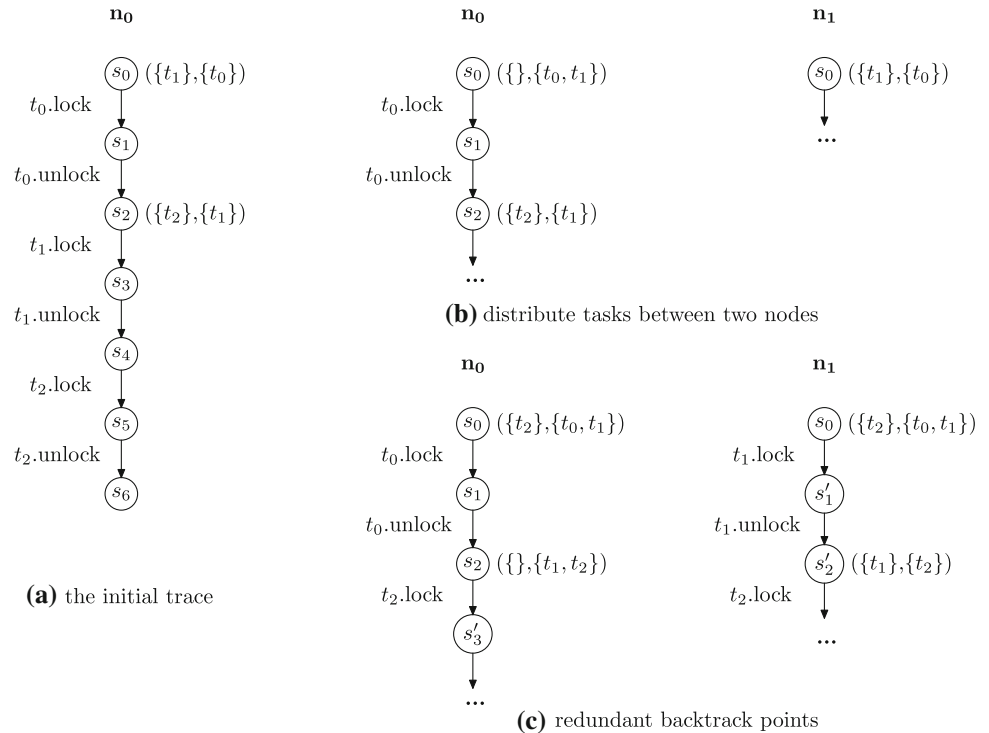 n₀
s₀ ({t₁},{t₀})
t₀.lock
s₁
t₀.unlock
s₂ ({t₂},{t₁})
t₁.lock
s₃
t₁.unlock
s₄
t₂.lock
s₅
t₂.unlock
s₆
(a) the initial trace
n₀ n₁
s₀ ({},{t₀, t₁}) s₀ ({t₁},{t₀})
t₀.lock ...
s₁
t₀.unlock
s₂ ({t₂},{t₁})
...
(b) distribute tasks between two nodes
n₀ n₁
s₀ ({t₂},{t₀, t₁}) s₀ ({t₂},{t₀, t₁})
t₀.lock t₁.lock
s₁ s′₁
t₀.unlock t₁.unlock
s₂ ({},{t₁, t₂}) s′₂ ({t₁},{t₂})
t₂.lock t₂.lock
s′₃ ...
...
(c) redundant backtrack points